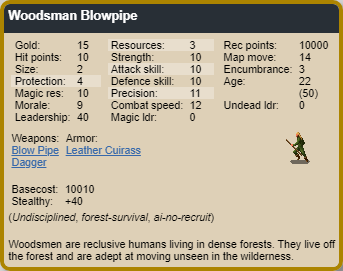 Woodsman Blowpipe
Gold: 15 Resources: 3 Rec points: 10000
Hit points: 10 Strength: 10 Map move: 14
Size: 2 Attack skill: 10 Encumbrance: 3
Protection: 4 Defence skill: 10 Age: 22
Magic res: 10 Precision: 11 (50)
Morale: 9 Combat speed: 12 Undead ldr: 0
Leadership: 40 Magic ldr: 0
Weapons: Armor:
Blow Pipe Leather Cuirass
Dagger
Basecost: 10010
Stealthy: +40
(Undisciplined, forest-survival, ai-no-recruit)
Woodsmen are reclusive humans living in dense forests. They live off
the forest and are adept at moving unseen in the wilderness.